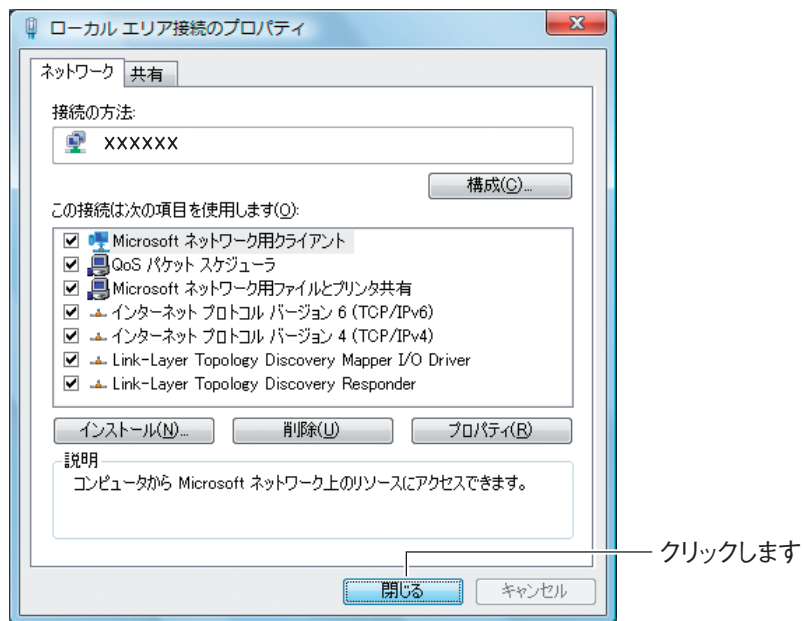 ローカル エリア接続のプロパティ
ネットワーク 共有
接続の方法:
XXXXXX
構成(C)...
この接続は次の項目を使用します(O):
Microsoft ネットワーク用クライアント
QoS パケット スケジューラ
Microsoft ネットワーク用ファイルとプリンタ共有
インターネット プロトコル バージョン 6 (TCP/IPv6)
インターネット プロトコル バージョン 4 (TCP/IPv4)
Link-Layer Topology Discovery Mapper I/O Driver
Link-Layer Topology Discovery Responder
インストール(N)... 削除(U) プロパティ(R)
説明
コンピュータから Microsoft ネットワーク上のリソースにアクセスできます。
クリックします
閉じる キャンセル